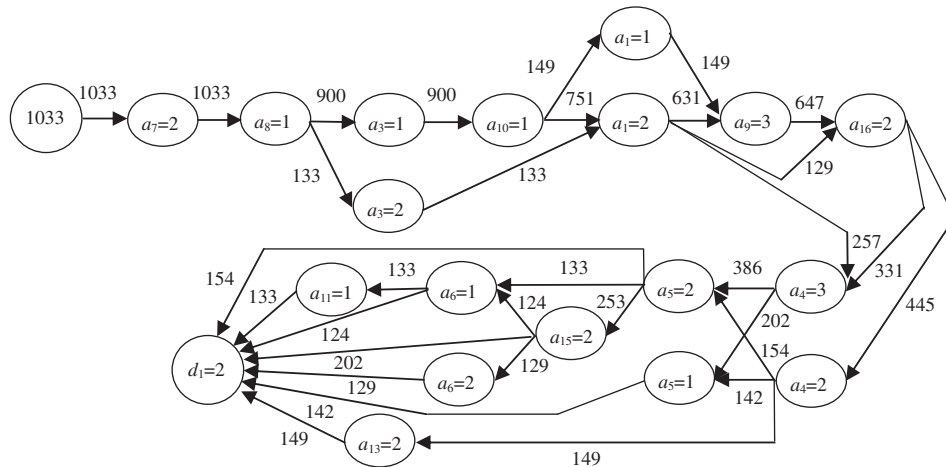 a1=1
149
149
1033
1033
900
900
751
631
647
1033
a7=2
a8=1
a3=1
a10=1
a1=2
a9=3
a16=2
133
133
129
a3=2
257
331
154
133
133
133
386
a11=1
a6=1
a5=2
a4=3
445
124
124
253
202
a15=2
d1=2
202
129
154
129
a6=2
a5=1
142
a4=2
142
149
a13=2
149